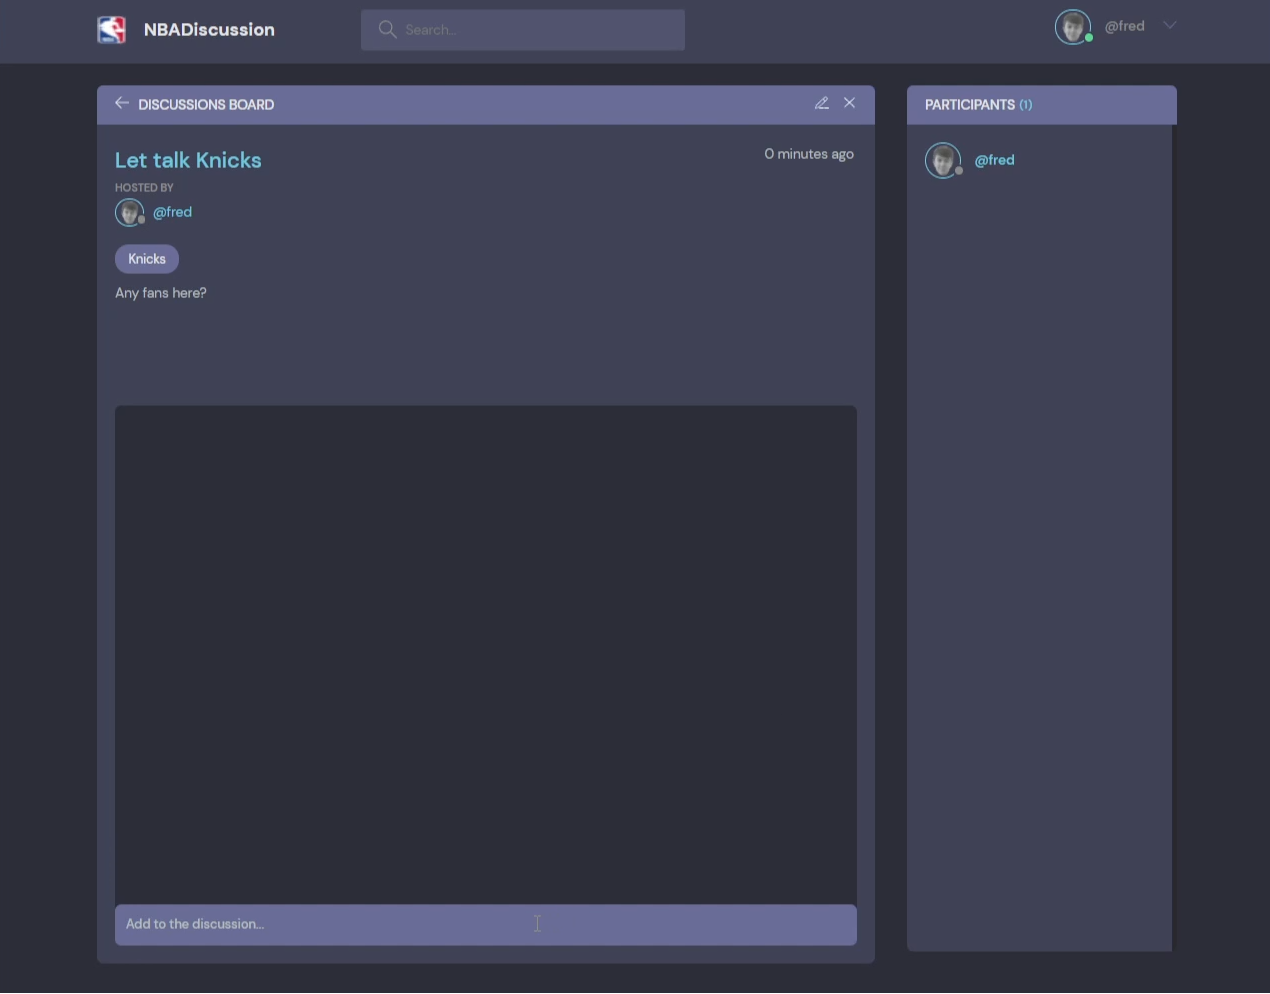 NBADiscussion
Search...
@fred
DISCUSSIONS BOARD
Let talk Knicks
0 minutes ago
HOSTED BY
@fred
Knicks
Any fans here?
Add to the discussion...
PARTICIPANTS (1)
@fred